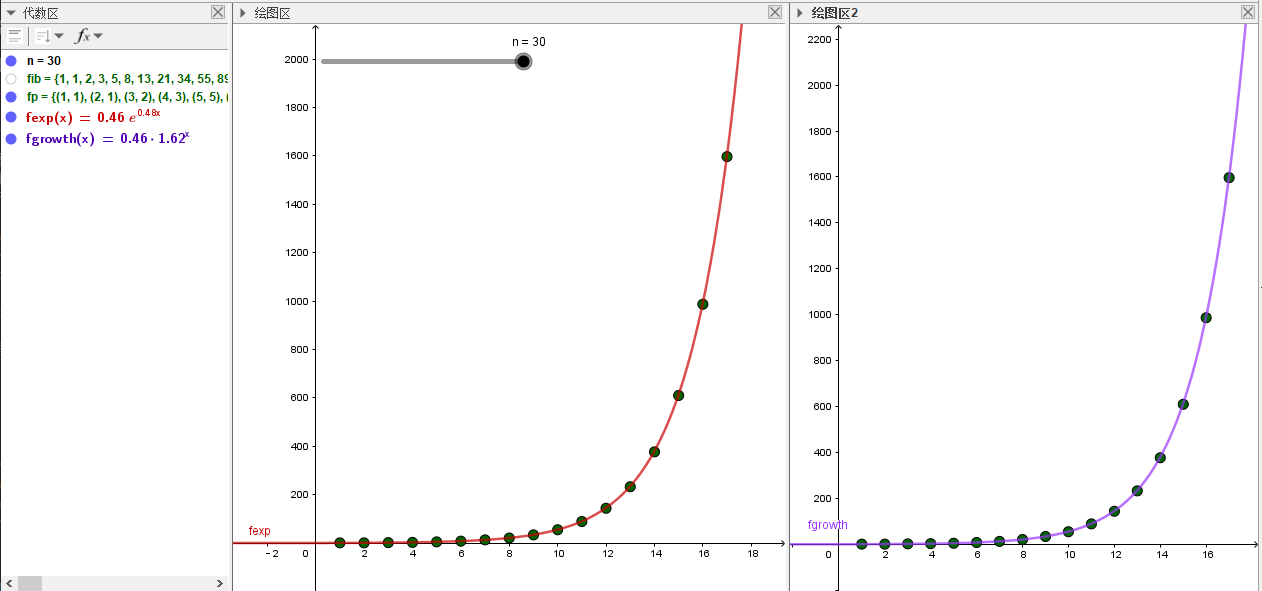 代数区
n = 30
fib = {1, 1, 2, 3, 5, 8, 13, 21, 34, 55, 89
fp = {(1, 1), (2, 1), (3, 2), (4, 3), (5, 5), (
fexp(x) = 0.46 e^0.48x
fgrowth(x) = 0.46 · 1.62^x
绘图区
n = 30
2000
1800
1600
1400
1200
1000
800
600
400
200
fexp
−2 0 2 4 6 8 10 12 14 16 18
绘图区2
2200
2000
1800
1600
1400
1200
1000
800
600
400
200
fgrowth
0 2 4 6 8 10 12 14 16